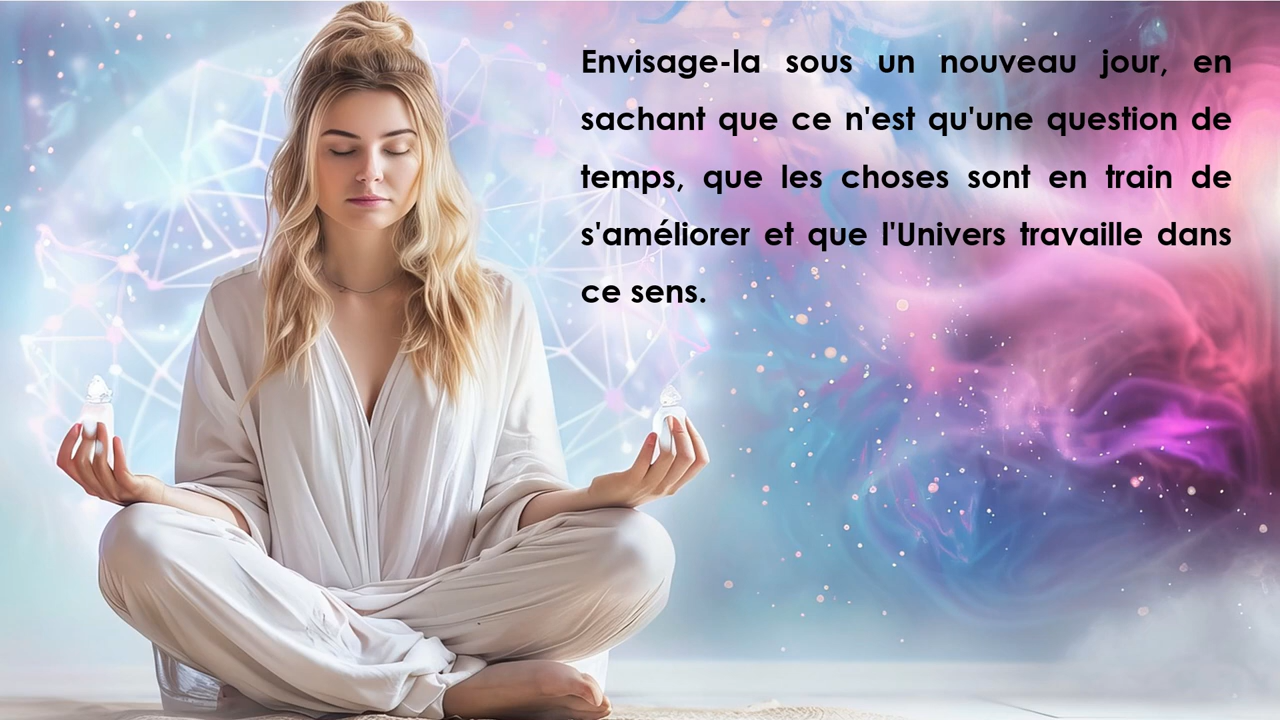 Envisage-la sous un nouveau jour, en
sachant que ce n'est qu'une question de
temps, que les choses sont en train de
s'améliorer et que l'Univers travaille dans
ce sens.